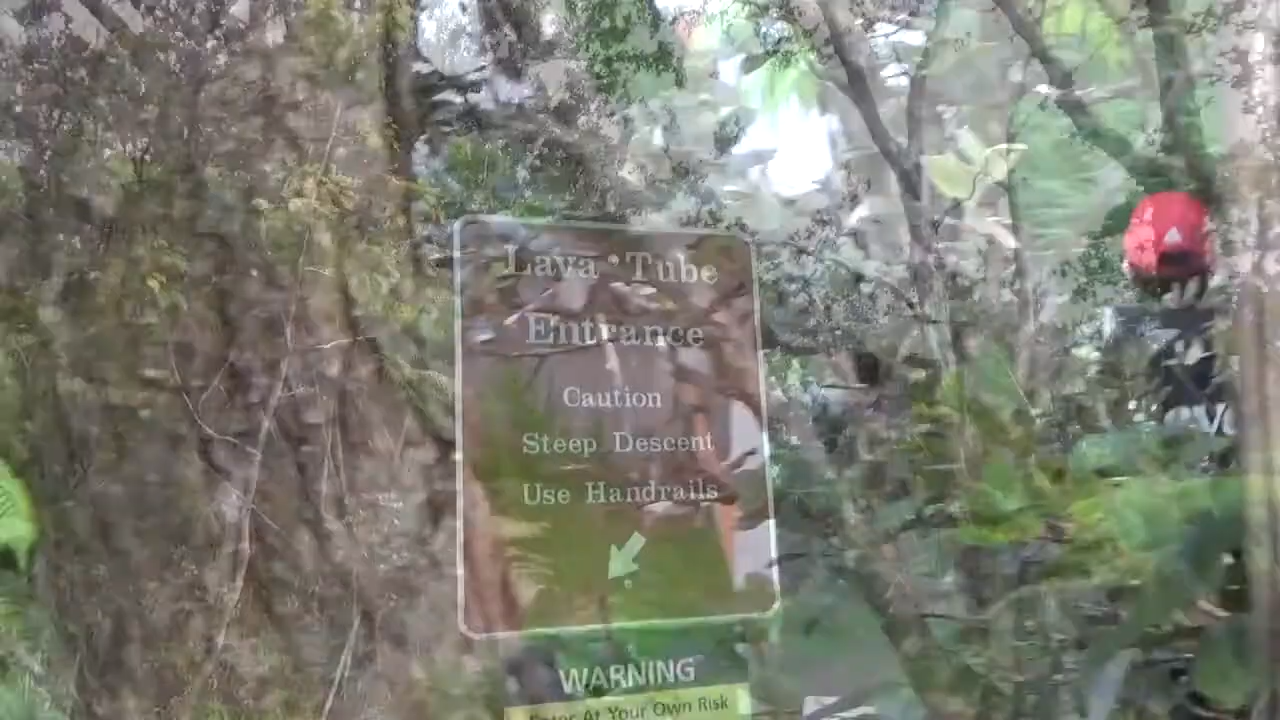 Lava • Tube
Entrance
Caution
Steep Descent
Use Handrails
WARNING
Enter At Your Own Risk